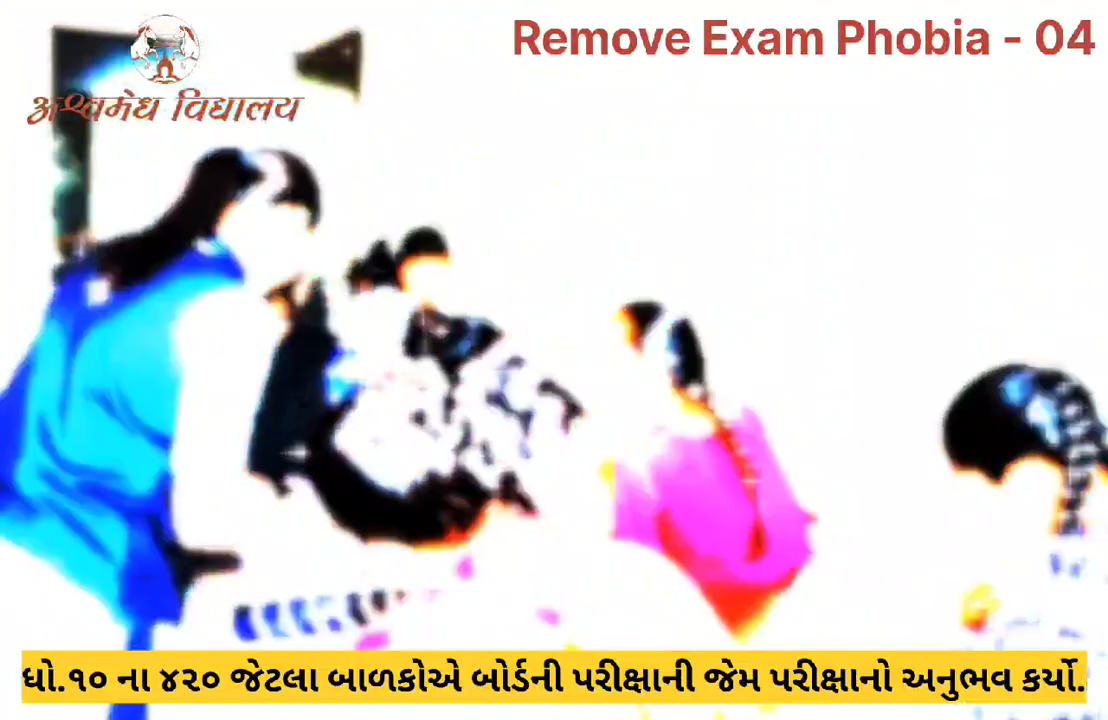 Remove Exam Phobia - 04
અશ્વમેધ વિદ્યાલય
ધો.૧૦ ના ૪૨૦ જેટલા બાળકોએ બોર્ડની પરીક્ષાની જેમ પરીક્ષાનો અનુભવ કર્યો.